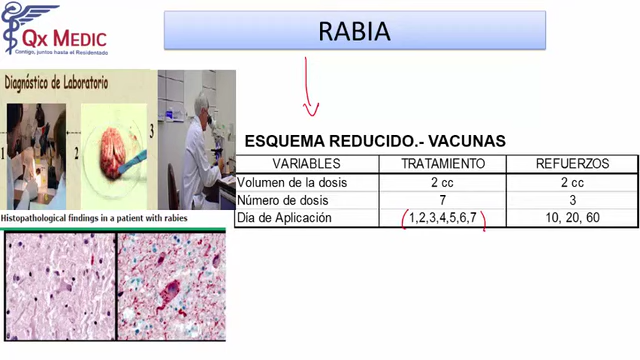 Qx MEDIC
Contigo, juntos hasta el Residentado
RABIA
Diagnóstico de Laboratorio
1
2
3
Histopathological findings in a patient with rabies
ESQUEMA REDUCIDO.- VACUNAS
VARIABLES TRATAMIENTO REFUERZOS
Volumen de la dosis 2 cc 2 cc
Número de dosis 7 3
Dia de Aplicación 1,2,3,4,5,6,7 10, 20, 60